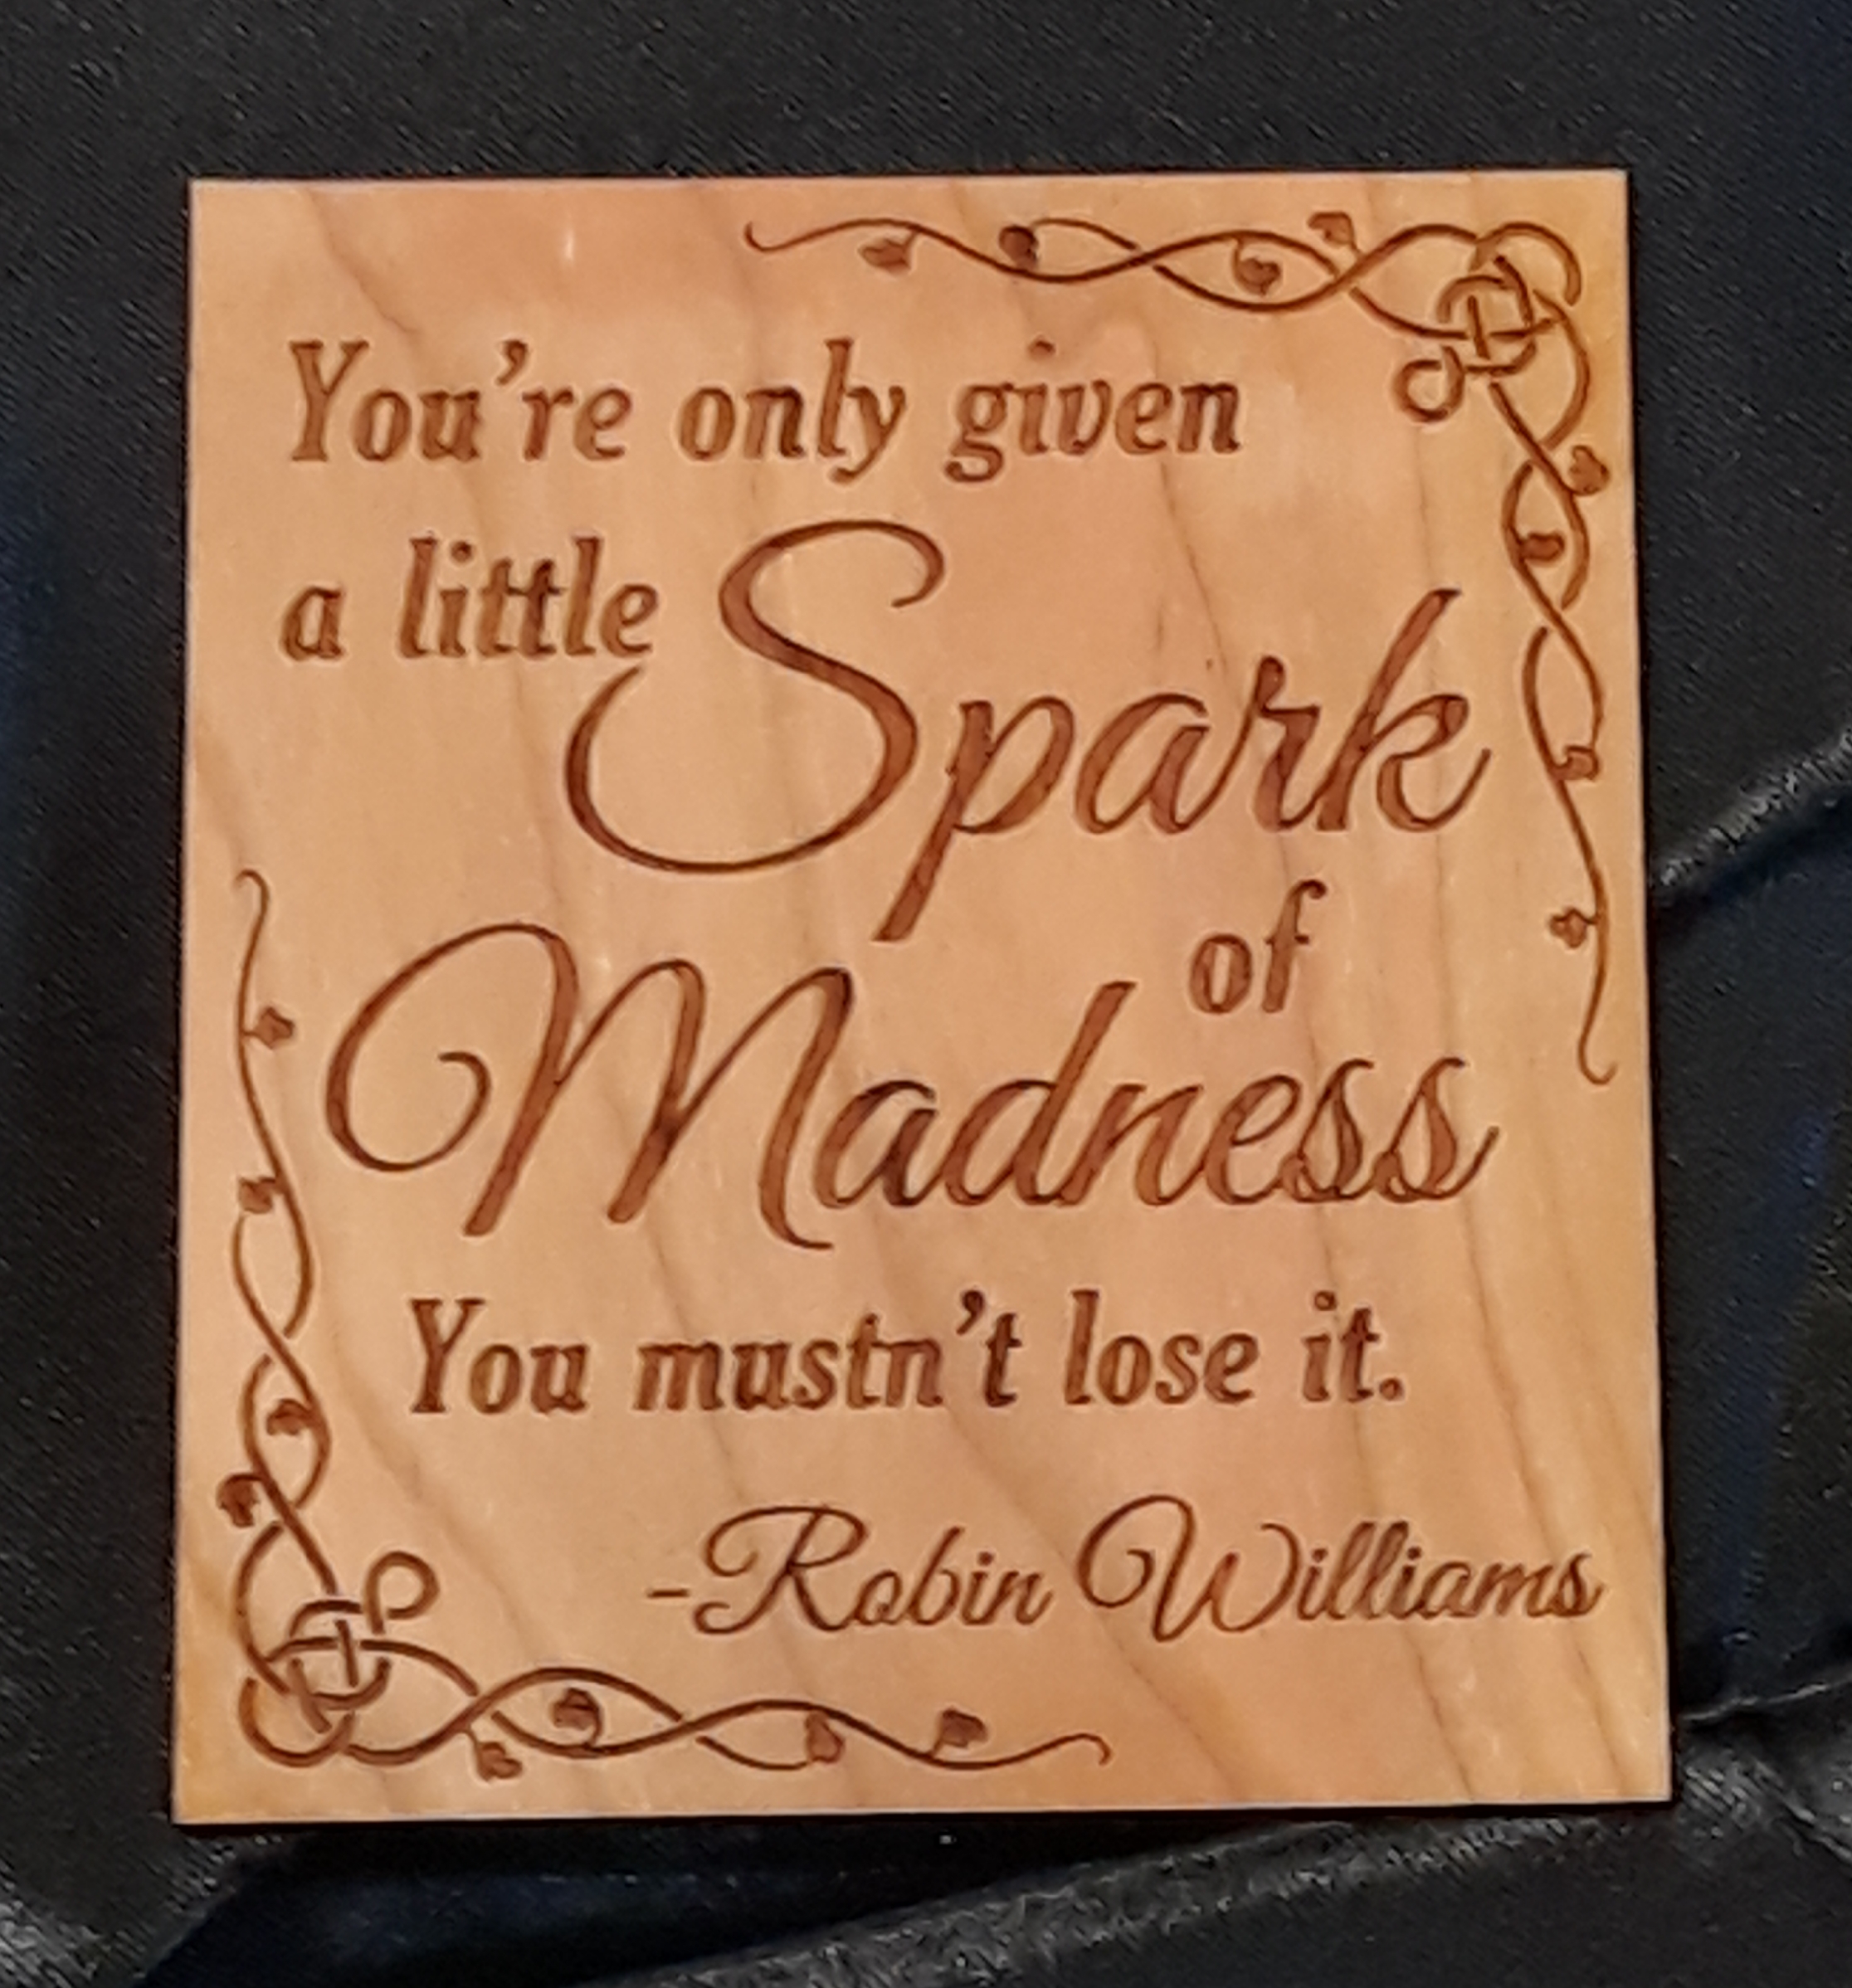 You're only given
a little Spark
of
Madness
You mustn't lose it.
-Robin Williams